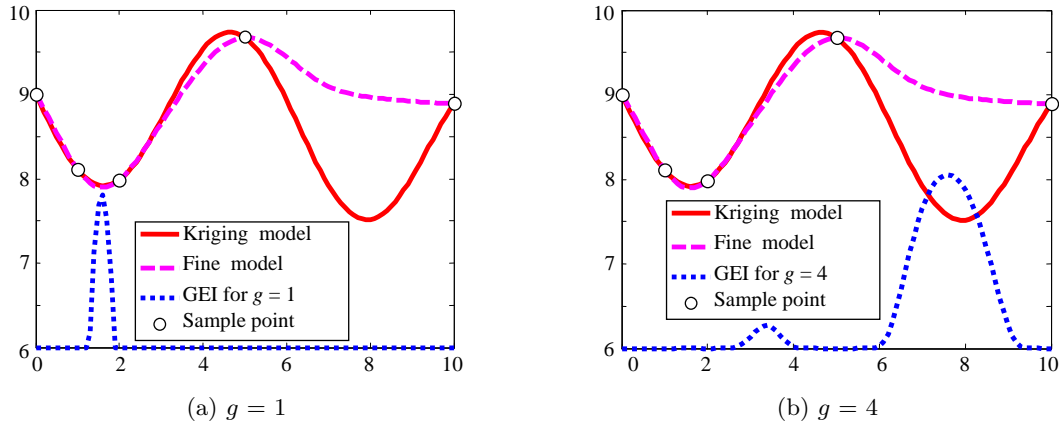 10
9
8
7
6
0
2
4
6
8
10
Kriging model
Fine model
GEI for g = 1
Sample point
(a) g = 1
10
9
8
7
6
0
2
4
6
8
10
Kriging model
Fine model
GEI for g = 4
Sample point
(b) g = 4